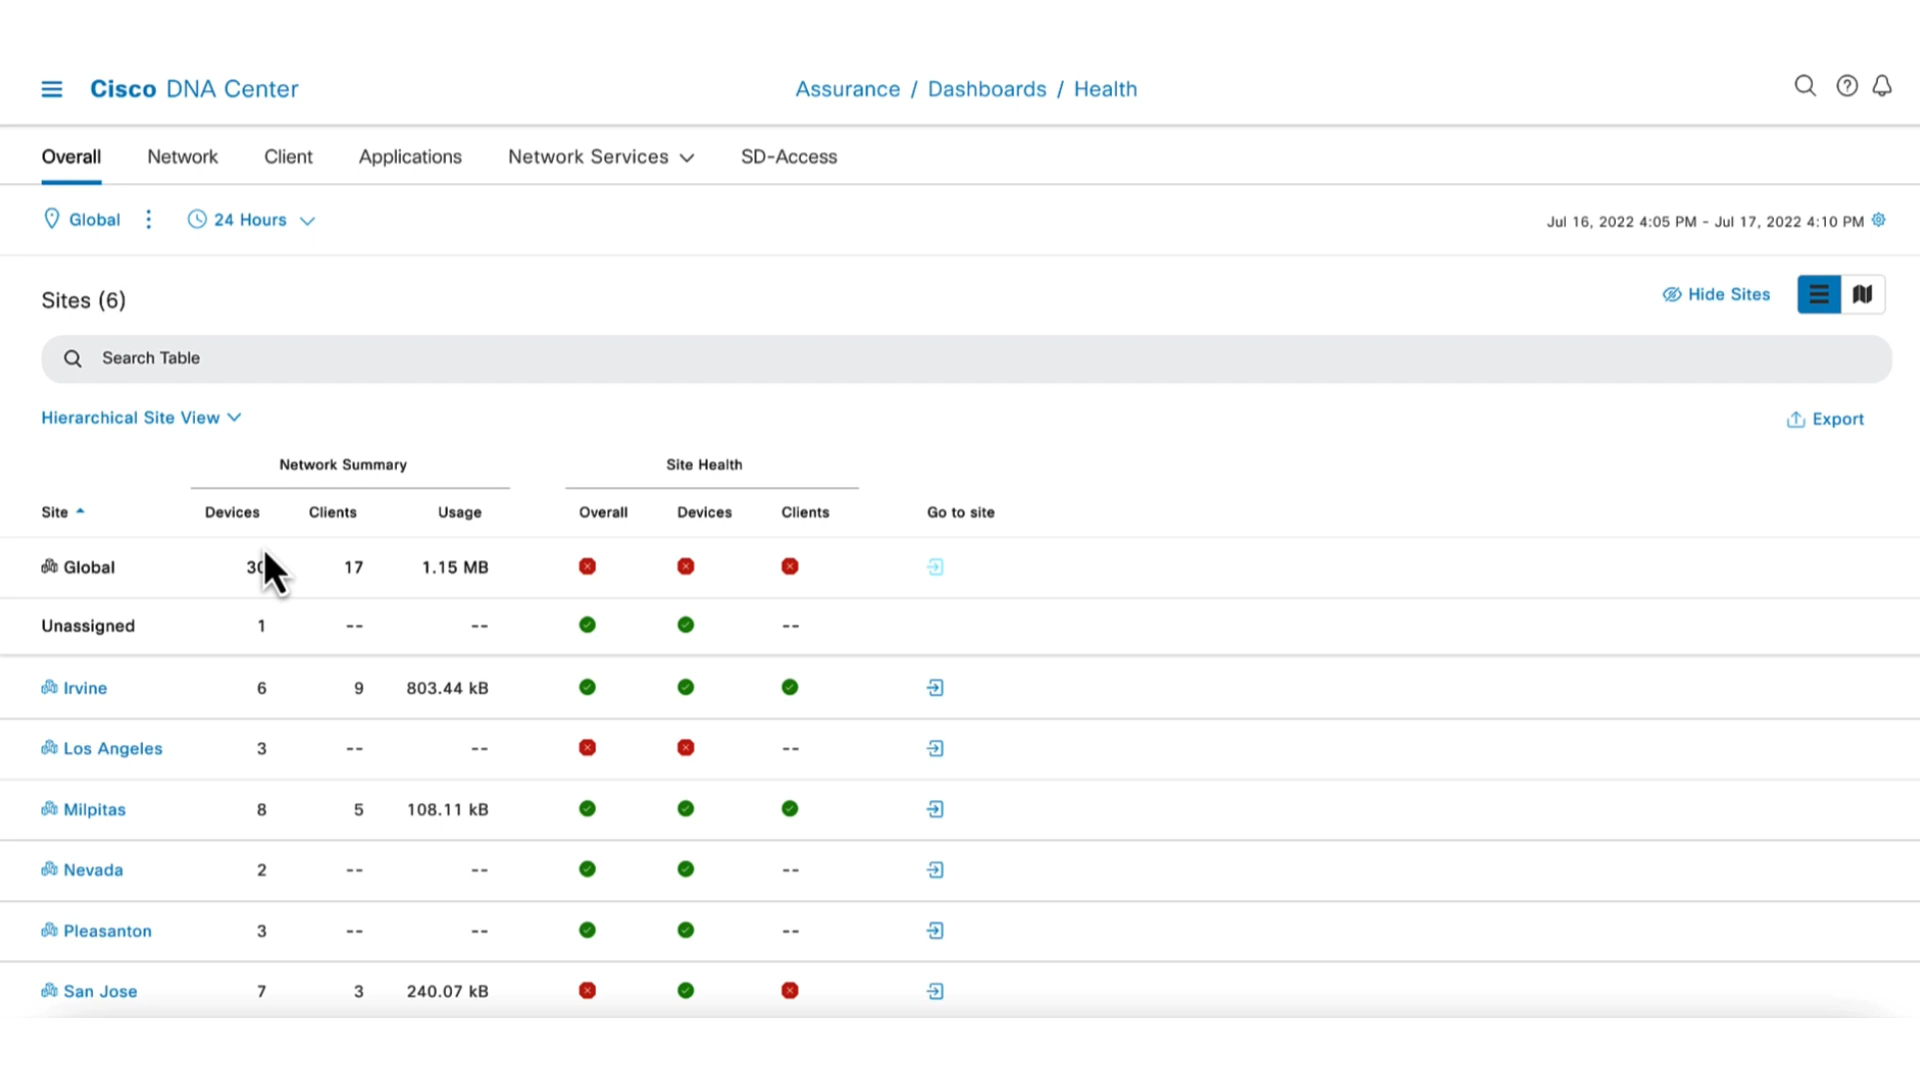 Cisco DNA Center
Assurance / Dashboards / Health
Overall Network Client Applications Network Services SD-Access
Global 24 Hours
Jul 16, 2022 4:05 PM - Jul 17, 2022 4:10 PM
Sites (6)
Hide Sites
Search Table
Hierarchical Site View
Export
Network Summary Site Health
Site Devices Clients Usage Overall Devices Clients Go to site
Global 17 1.15 MB
Unassigned 1 -- -- --
Irvine 6 9 803.44 kB
Los Angeles 3 -- -- --
Milpitas 8 5 108.11 kB
Nevada 2 -- -- --
Pleasanton 3 -- -- --
San Jose 7 3 240.07 kB